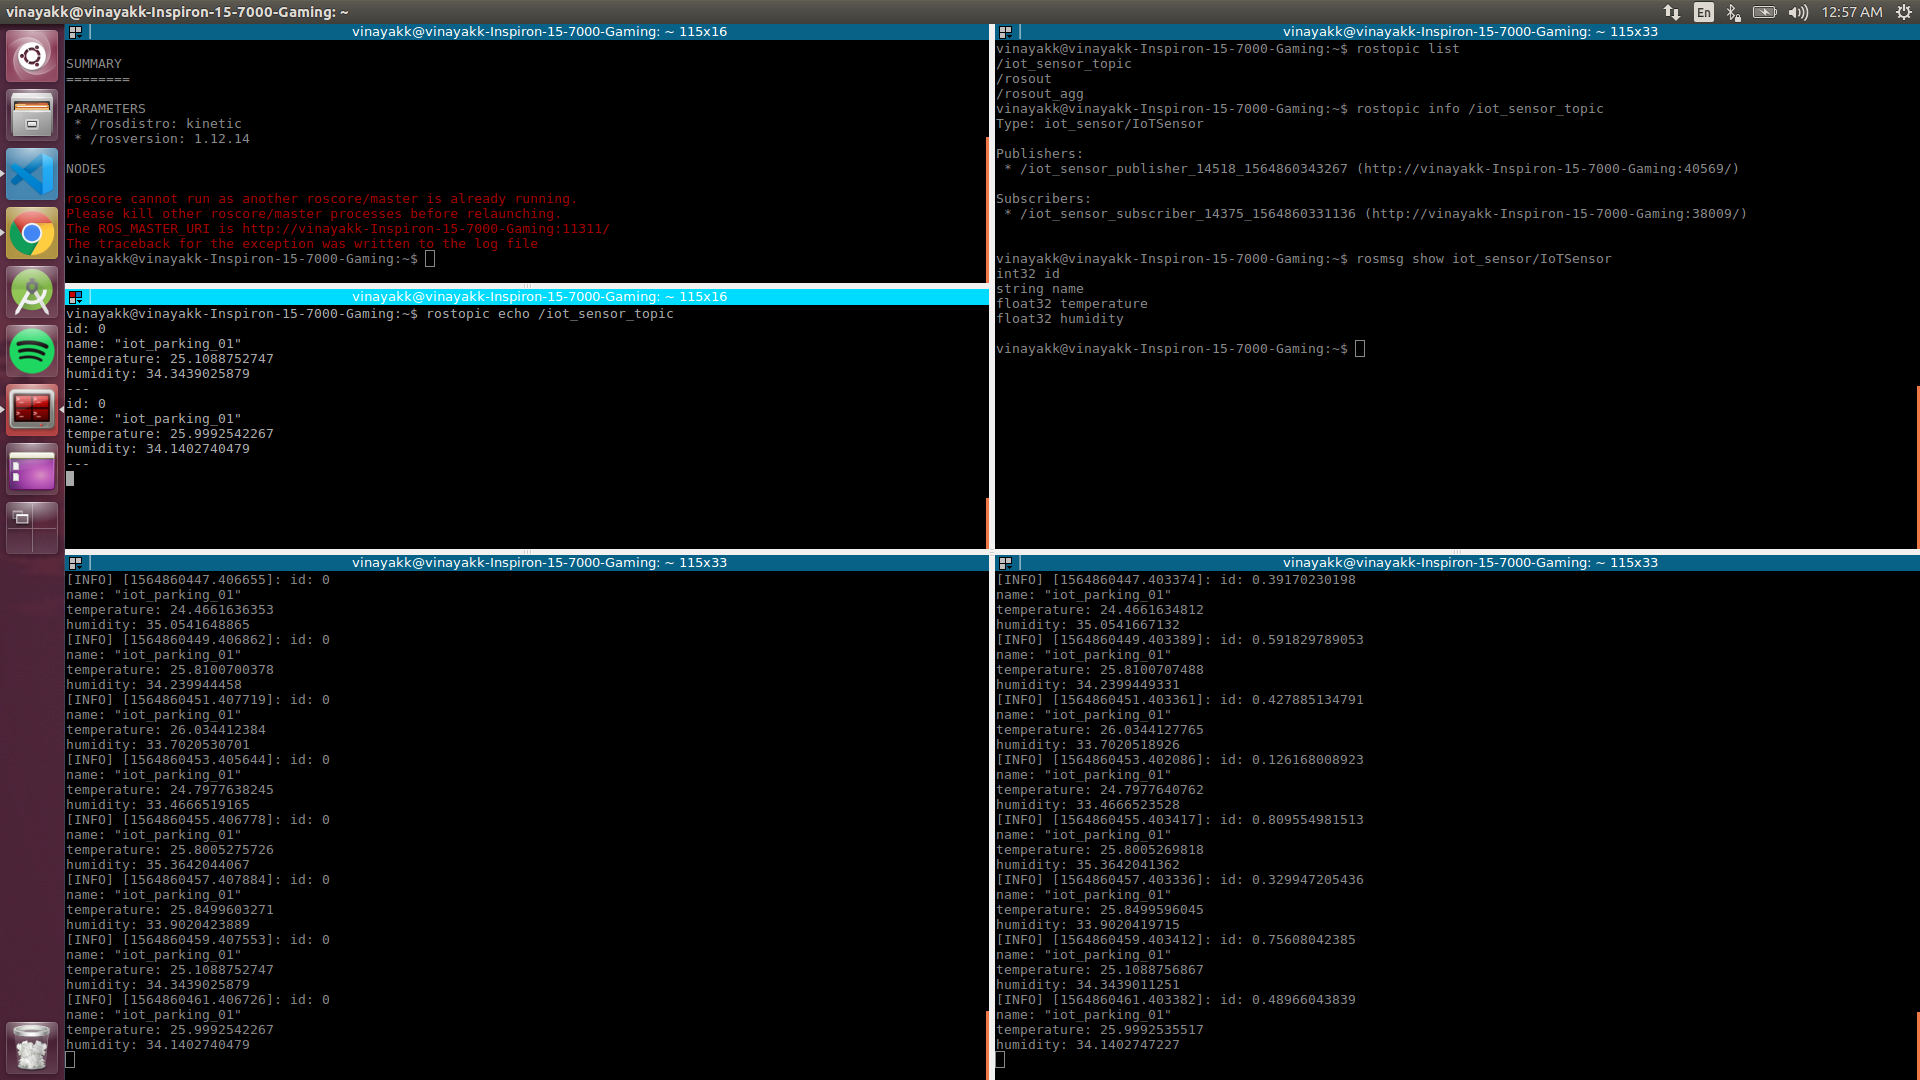 vinayakk@vinayakk-Inspiron-15-7000-Gaming: ~
En
12:57 AM
vinayakk@vinayakk-Inspiron-15-7000-Gaming: ~ 115x16
SUMMARY
========
PARAMETERS
 * /rosdistro: kinetic
 * /rosversion: 1.12.14
NODES
roscore cannot run as another roscore/master is already running.
Please kill other roscore/master processes before relaunching.
The ROS_MASTER_URI is http://vinayakk-Inspiron-15-7000-Gaming:11311/
The traceback for the exception was written to the log file
vinayakk@vinayakk-Inspiron-15-7000-Gaming:~$
vinayakk@vinayakk-Inspiron-15-7000-Gaming: ~ 115x16
vinayakk@vinayakk-Inspiron-15-7000-Gaming:~$ rostopic echo /iot_sensor_topic
id: 0
name: "iot_parking_01"
temperature: 25.1088752747
humidity: 34.3439025879
---
id: 0
name: "iot_parking_01"
temperature: 25.9992542267
humidity: 34.1402740479
---
vinayakk@vinayakk-Inspiron-15-7000-Gaming: ~ 115x33
vinayakk@vinayakk-Inspiron-15-7000-Gaming:~$ rostopic list
/iot_sensor_topic
/rosout
/rosout_agg
vinayakk@vinayakk-Inspiron-15-7000-Gaming:~$ rostopic info /iot_sensor_topic
Type: iot_sensor/IoTSensor
Publishers:
 * /iot_sensor_publisher_14518_1564860343267 (http://vinayakk-Inspiron-15-7000-Gaming:40569/)
Subscribers:
 * /iot_sensor_subscriber_14375_1564860331136 (http://vinayakk-Inspiron-15-7000-Gaming:38009/)
vinayakk@vinayakk-Inspiron-15-7000-Gaming:~$ rosmsg show iot_sensor/IoTSensor
int32 id
string name
float32 temperature
float32 humidity
vinayakk@vinayakk-Inspiron-15-7000-Gaming:~$
vinayakk@vinayakk-Inspiron-15-7000-Gaming: ~ 115x33
[INFO] [1564860447.406655]: id: 0
name: "iot_parking_01"
temperature: 24.4661636353
humidity: 35.0541648865
[INFO] [1564860449.406862]: id: 0
name: "iot_parking_01"
temperature: 25.8100700378
humidity: 34.239944458
[INFO] [1564860451.407719]: id: 0
name: "iot_parking_01"
temperature: 26.034412384
humidity: 33.7020530701
[INFO] [1564860453.405644]: id: 0
name: "iot_parking_01"
temperature: 24.7977638245
humidity: 33.4666519165
[INFO] [1564860455.406778]: id: 0
name: "iot_parking_01"
temperature: 25.8005275726
humidity: 35.3642044067
[INFO] [1564860457.407884]: id: 0
name: "iot_parking_01"
temperature: 25.8499603271
humidity: 33.9020423889
[INFO] [1564860459.407553]: id: 0
name: "iot_parking_01"
temperature: 25.1088752747
humidity: 34.3439025879
[INFO] [1564860461.406726]: id: 0
name: "iot_parking_01"
temperature: 25.9992542267
humidity: 34.1402740479
vinayakk@vinayakk-Inspiron-15-7000-Gaming: ~ 115x33
[INFO] [1564860447.403374]: id: 0.39170230198
name: "iot_parking_01"
temperature: 24.4661634812
humidity: 35.0541667132
[INFO] [1564860449.403389]: id: 0.591829789053
name: "iot_parking_01"
temperature: 25.8100707488
humidity: 34.2399449331
[INFO] [1564860451.403361]: id: 0.427885134791
name: "iot_parking_01"
temperature: 26.0344127765
humidity: 33.7020518926
[INFO] [1564860453.402086]: id: 0.126168008923
name: "iot_parking_01"
temperature: 24.7977640762
humidity: 33.4666523528
[INFO] [1564860455.403417]: id: 0.809554981513
name: "iot_parking_01"
temperature: 25.8005269818
humidity: 35.3642041362
[INFO] [1564860457.403336]: id: 0.329947205436
name: "iot_parking_01"
temperature: 25.8499596045
humidity: 33.9020419715
[INFO] [1564860459.403412]: id: 0.75608042385
name: "iot_parking_01"
temperature: 25.1088756867
humidity: 34.3439011251
[INFO] [1564860461.403382]: id: 0.48966043839
name: "iot_parking_01"
temperature: 25.9992535517
humidity: 34.1402747227